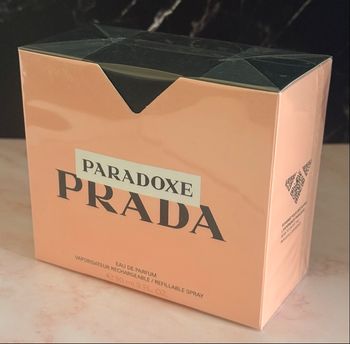 PARADOXE
PRADA
EAU DE PARFUM
VAPORISATEUR RECHARGEABLE / REFILLABLE SPRAY